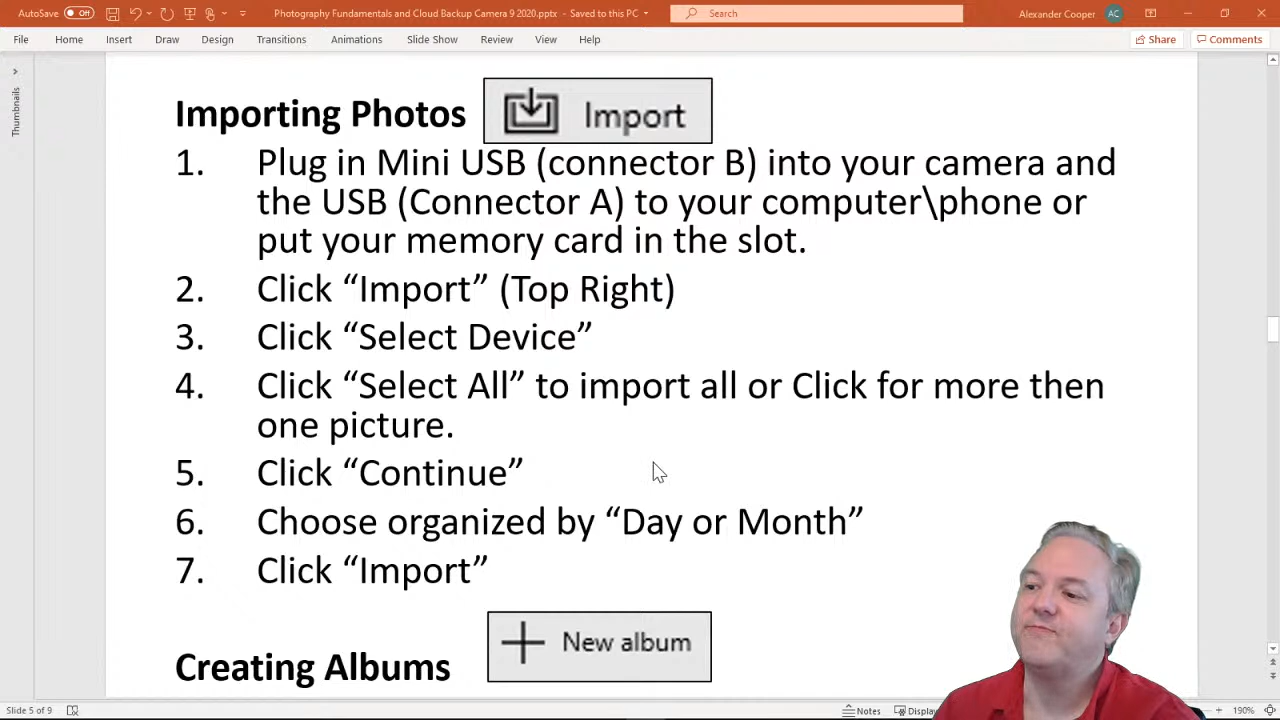 AutoSave Off
Photography Fundamentals and Cloud Backup Camera 9 2020.pptx - Saved to this PC
Search
Alexander Cooper AC
File Home Insert Draw Design Transitions Animations Slide Show Review View Help
Share Comments
Thumbnails
Importing Photos
Import
1. Plug in Mini USB (connector B) into your camera and
the USB (Connector A) to your computer\phone or
put your memory card in the slot.
2. Click “Import” (Top Right)
3. Click “Select Device”
4. Click “Select All” to import all or Click for more then
one picture.
5. Click “Continue”
6. Choose organized by “Day or Month”
7. Click “Import”
Creating Albums
New album
Slide 5 of 9
Notes
Display
190%